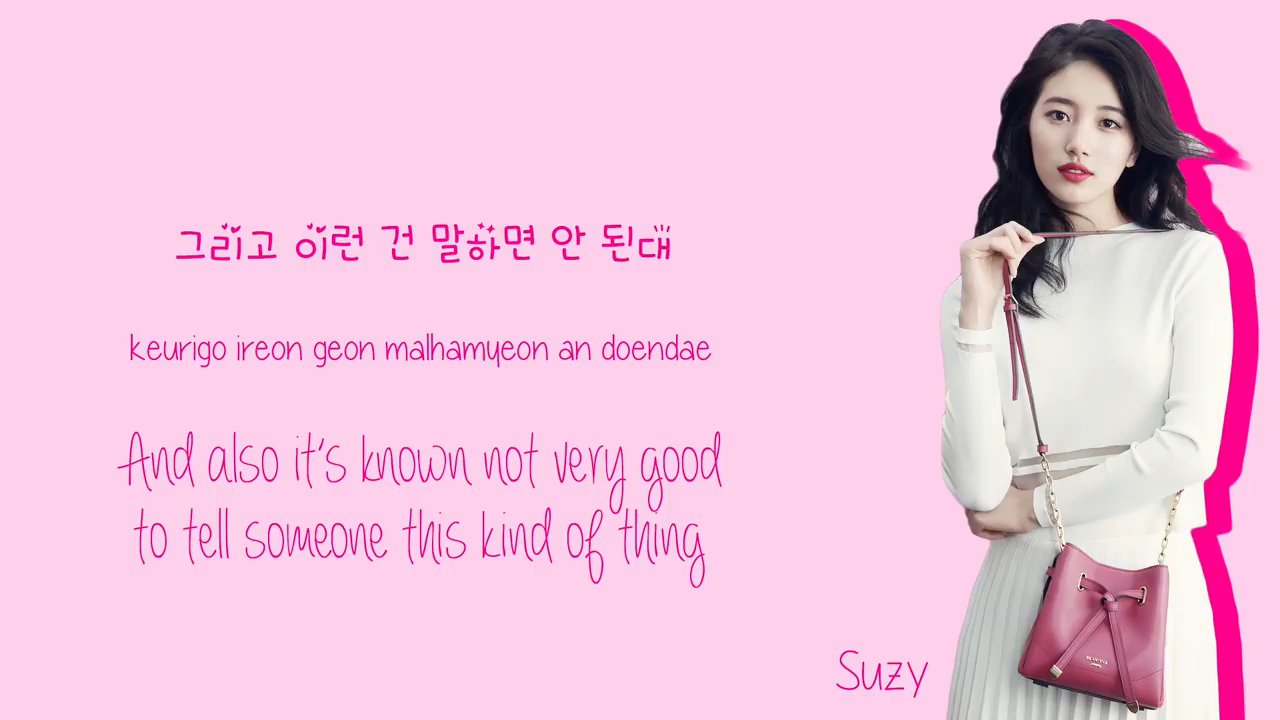 그리고 이런 건 말하면 안 된대
keurigo ireon geon malhamyeon an doendae
And also it's known not very good
to tell someone this kind of thing
Suzy